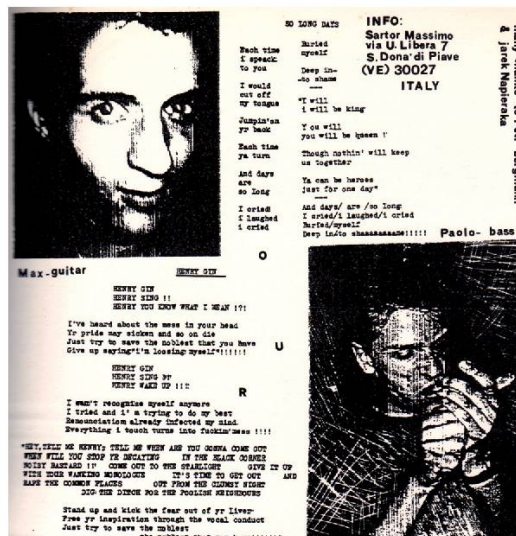 SO LONG DAYS
Each time
I speack
to you
I would
cut off
my tongue
Jumpin'on
yr back
Each time
ya turn
And days
are
so long
I cried
i laughed
i cried
Buried
myself
Deep in-
-to shame
----
"I will
i will be king
You will
you will be queen!"
Though nothin' will keep
us together
Ya can be heroes
just for one day"
----
And days/ are /so long
I cried/i laughed/i cried
Buried/myself
Deep in/to shaaaaaaame!!!!!
INFO:
Sartor Massimo
via U. Libera 7
S. Dona' di Piave
(VE) 30027
ITALY
& jarek Napieraka
Paolo- bass
Max-guitar
O
U
R
HENRY GIN
HENRY GIN
HENRY SING !!
HENRY YOU KNOW WHAT I MEAN !?!
I've heard about the mess in your head
Yr pride may sicken and so on die
Just try to save the noblest that you have
Give up saying"i'm lossing myself"!!!!!!
HENRY GIN
HENRY SING
HENRY WAKE UP !!!
I wan't recognize myself anymore
I tried and i' m trying to do my best
Renounciation already infected my mind
Everything i touch turns into fuckin'mess !!!!
"HEY,TELL ME HENRY; TELL ME WHEN ARE YOU GONNA COME OUT
WHEN WILL YOU STOP YR DECAYING IN THE BLACK CORNER
NOISY BASTARD !!" COME OUT TO THE STARLIGHT GIVE IT UP
WITH YOUR WANKING MONOLOGUE IT'S TIME TO GET OUT AND
RAPE THE COMMON PLACES OUT FROM THE CLUMSY NIGHT
DIG THE DITCH FOR THE FOOLISH NEIGHBOURS
Stand up and kick the fear out of yr Liver
Free yr inspiration through the vocal conduct
Just try to save the noblest